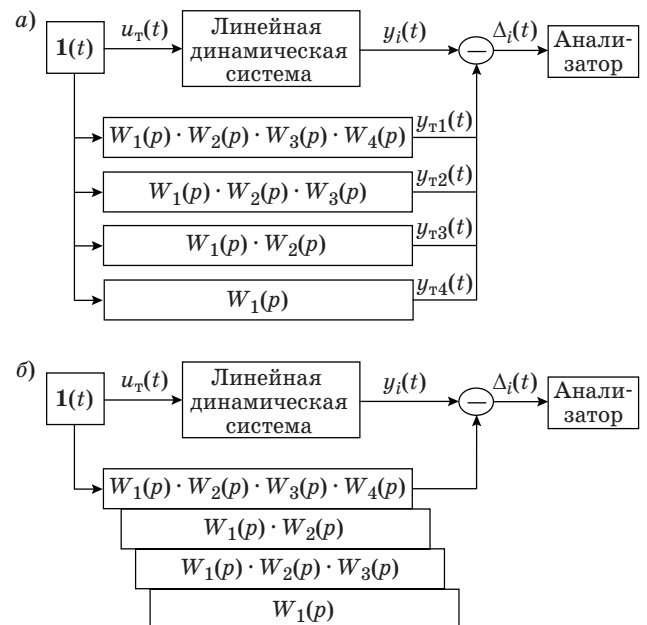 а)
1(t)
u_т(t)
Линейная
динамическая
система
y_i(t)
—
Δ_i(t)
Анали-
затор
W_1(p) · W_2(p) · W_3(p) · W_4(p)
y_т1(t)
W_1(p) · W_2(p) · W_3(p)
y_т2(t)
W_1(p) · W_2(p)
y_т3(t)
W_1(p)
y_т4(t)
б)
1(t)
u_т(t)
Линейная
динамическая
система
y_i(t)
—
Δ_i(t)
Анали-
затор
W_1(p) · W_2(p) · W_3(p) · W_4(p)
W_1(p) · W_2(p)
W_1(p) · W_2(p) · W_3(p)
W_1(p)